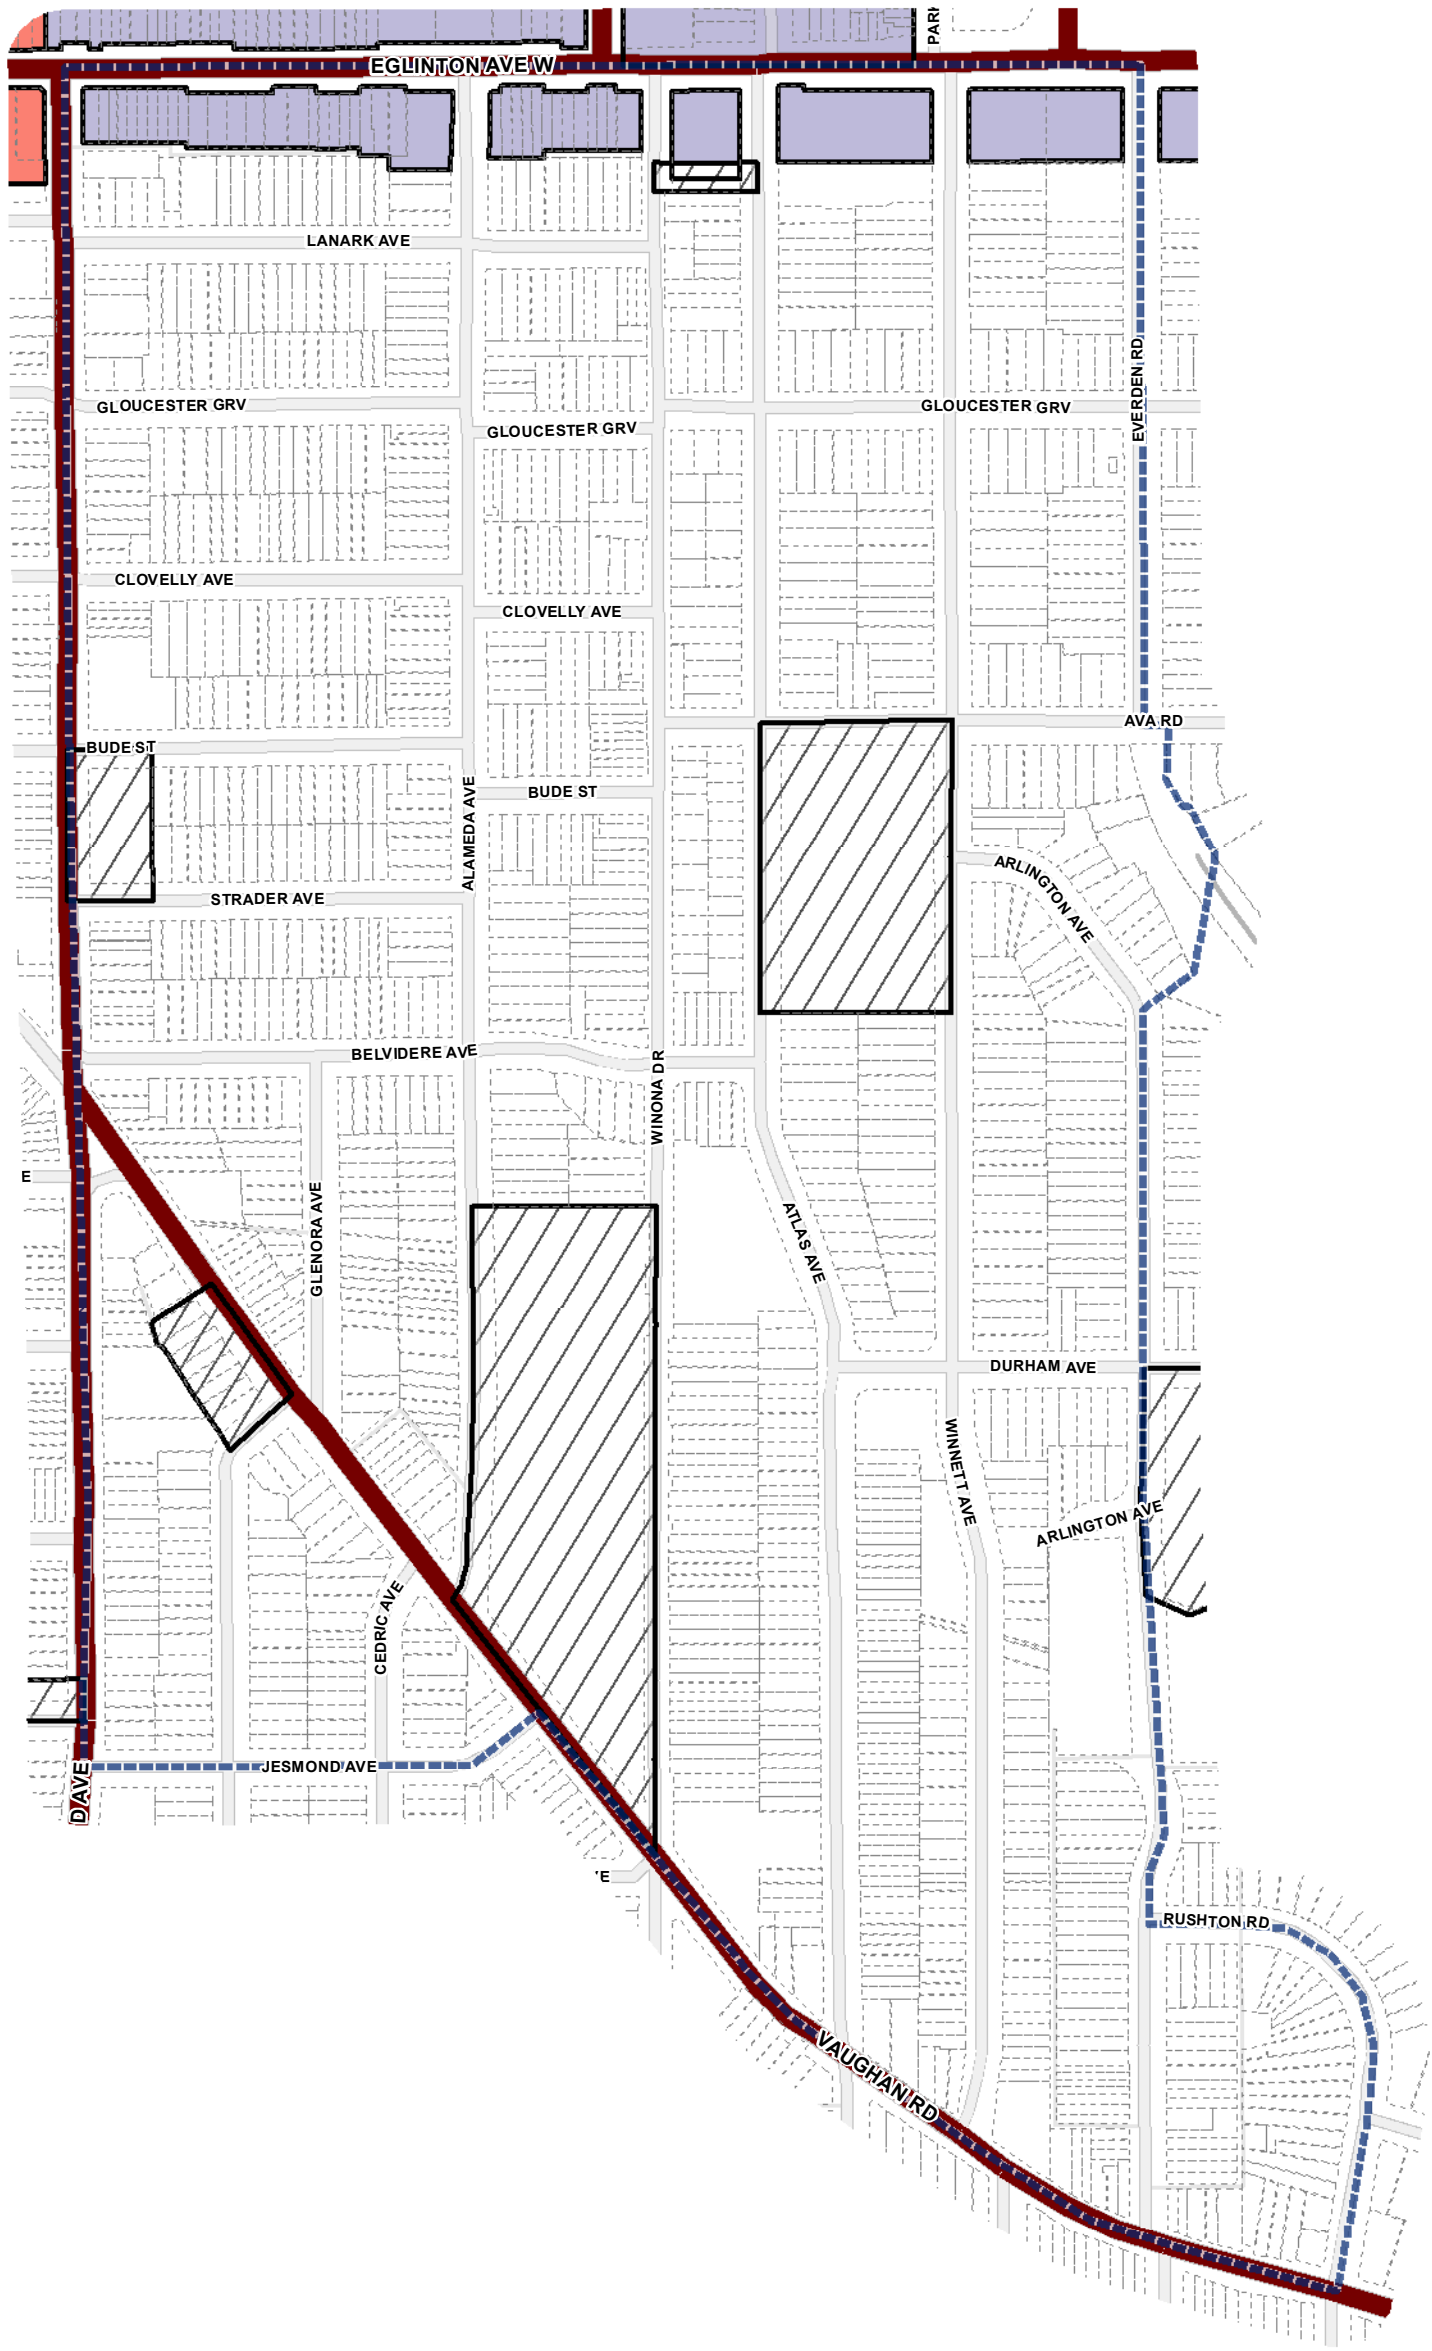 PARK
EGLINTON AVE W
LANARK AVE
GLOUCESTER GRV
GLOUCESTER GRV
EVERDEN RD
GLOUCESTER GRV
CLOVELLY AVE
CLOVELLY AVE
AVA RD
BUDE ST
BUDE ST
ALAMEDA AVE
ARLINGTON AVE
STRADER AVE
BELVIDERE AVE
WINONA DR
E
GLENORA AVE
ATLAS AVE
DURHAM AVE
WINNETT AVE
ARLINGTON AVE
CEDRIC AVE
JESMOND AVE
D AVE
E
RUSHTON RD
VAUGHAN RD